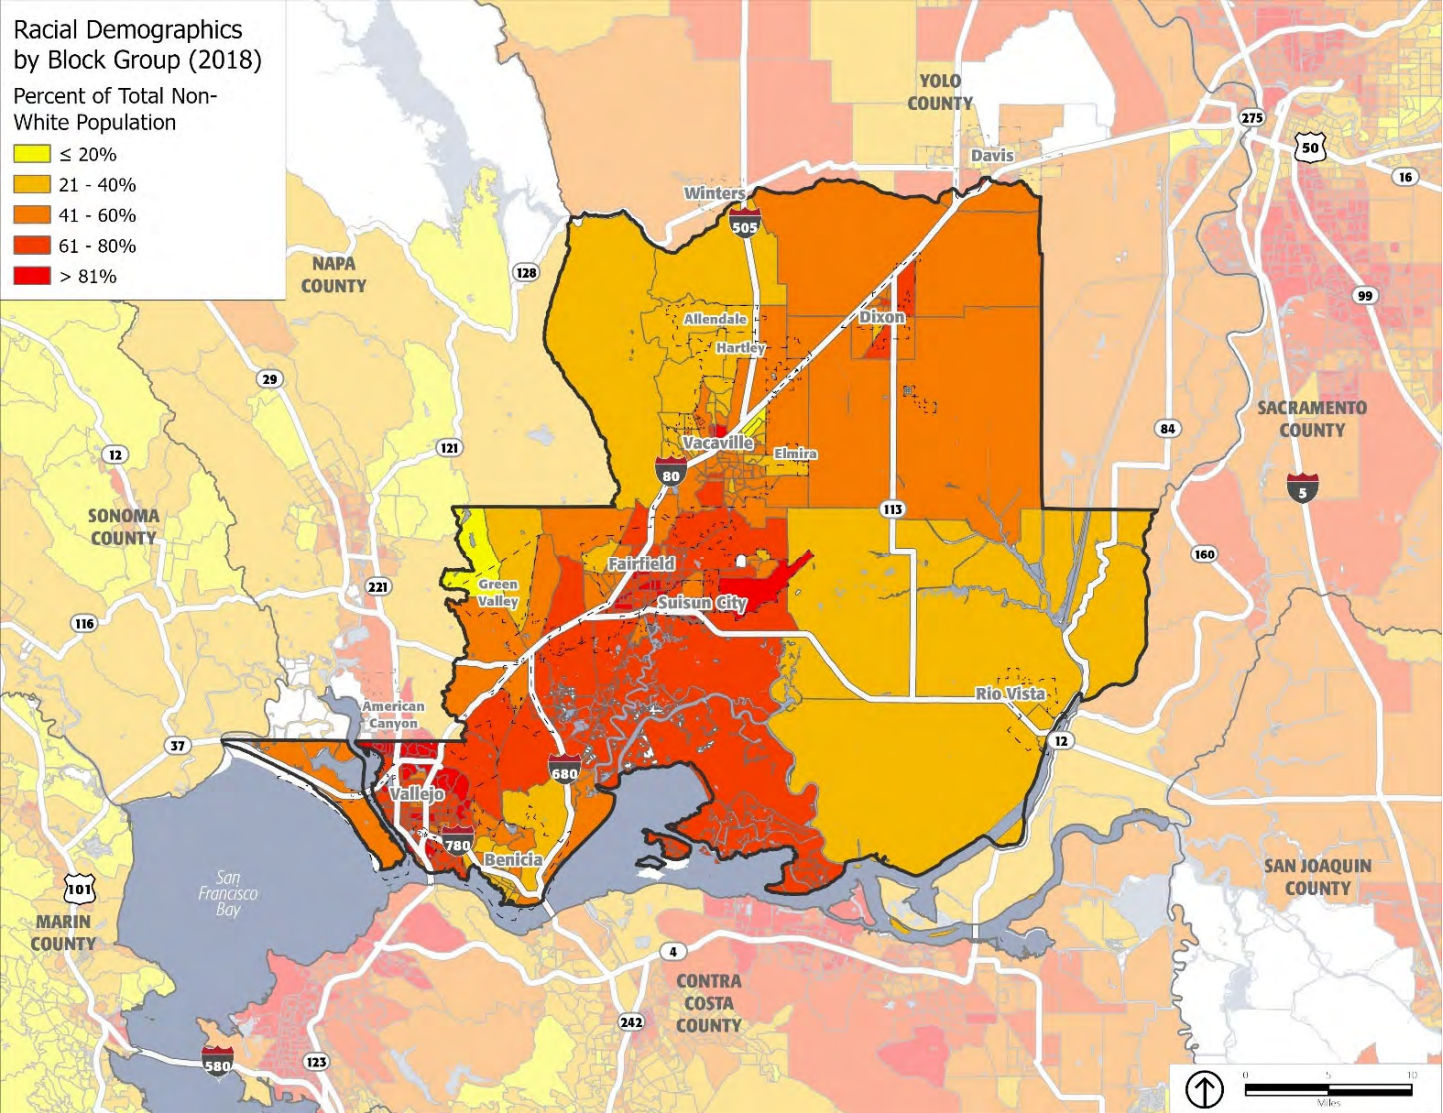 Racial Demographics
by Block Group (2018)
Percent of Total Non-
White Population
≤ 20%
21 - 40%
41 - 60%
61 - 80%
> 81%
YOLO
COUNTY
Davis
275
50
16
Winters
505
NAPA
COUNTY
128
99
Allendale
Dixon
Hartley
29
SACRAMENTO
COUNTY
84
12
121
Vacaville
Elmira
80
5
SONOMA
COUNTY
113
160
Fairfield
221
Green
Valley
Suisun City
116
Rio Vista
American
Canyon
37
12
680
Vallejo
780
Benicia
San
Francisco
Bay
101
SAN JOAQUIN
COUNTY
MARIN
COUNTY
4
CONTRA
COSTA
COUNTY
242
580
123
0 5 10
Miles